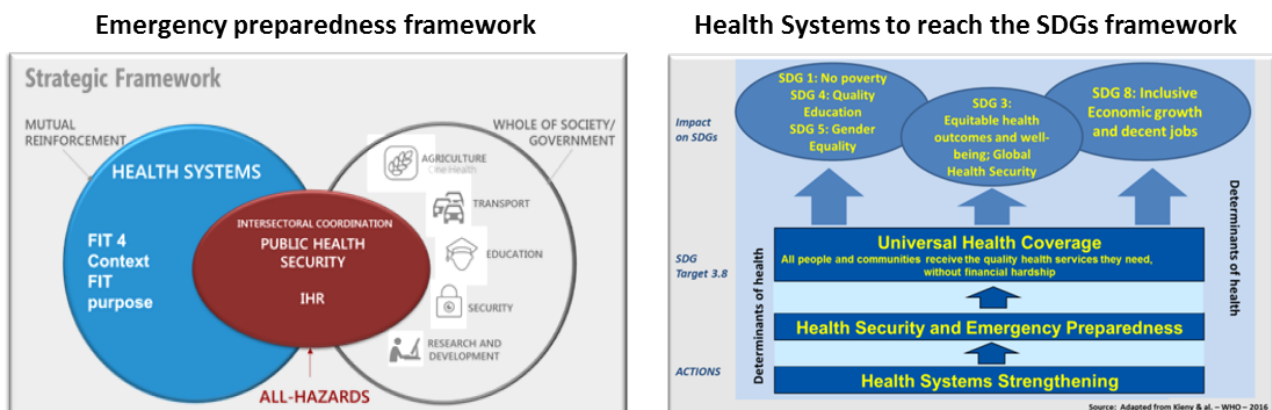 Emergency preparedness framework
Strategic Framework
MUTUAL
REINFORCEMENT
WHOLE OF SOCIETY/
GOVERNMENT
HEALTH SYSTEMS
FIT 4
Context
FIT
purpose
INTERSECTORAL COORDINATION
PUBLIC HEALTH
SECURITY
IHR
AGRICULTURE
One Health
TRANSPORT
EDUCATION
SECURITY
RESEARCH AND
DEVELOPMENT
ALL-HAZARDS
Health Systems to reach the SDGs framework
Impact
on SDGs
SDG 1: No poverty
SDG 4: Quality
Education
SDG 5: Gender
Equality
SDG 3:
Equitable health
outcomes and well-
being; Global
Health Security
SDG 8: Inclusive
Economic growth
and decent jobs
Determinants of health
Determinants of health
SDG
Target 3.8
Universal Health Coverage
All people and communities receive the quality health services they need,
without financial hardship
Health Security and Emergency Preparedness
ACTIONS
Health Systems Strengthening
Source: Adapted from Kieny & al. – WHO – 2016